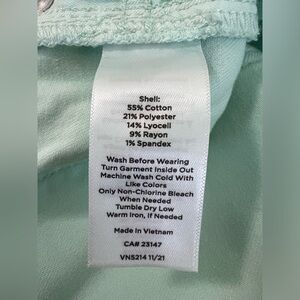 Shell:
55% Cotton
21% Polyester
14% Lyocell
9% Rayon
1% Spandex
Wash Before Wearing
Turn Garment Inside Out
Machine Wash Cold With
Like Colors
Only Non-Chlorine Bleach
When Needed
Tumble Dry Low
Warm Iron, If Needed
Made in Vietnam
CA# 23147
VN5214 11/21